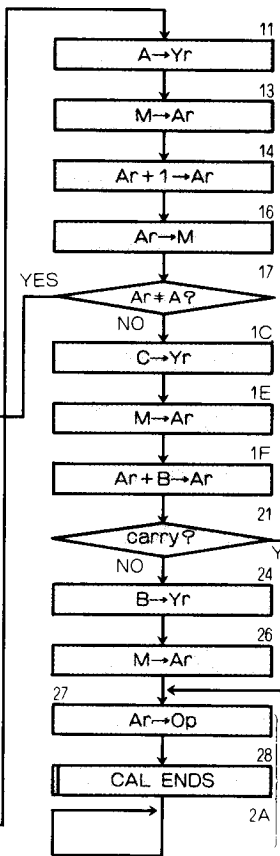 11
A→Yr
13
M→Ar
14
Ar+1→Ar
16
Ar→M
17
YES
Ar≠A?
NO
1C
C→Yr
1E
M→Ar
1F
Ar+B→Ar
21
carry?
Y
NO
24
B→Yr
26
M→Ar
27
Ar→Op
28
CAL ENDS
2A